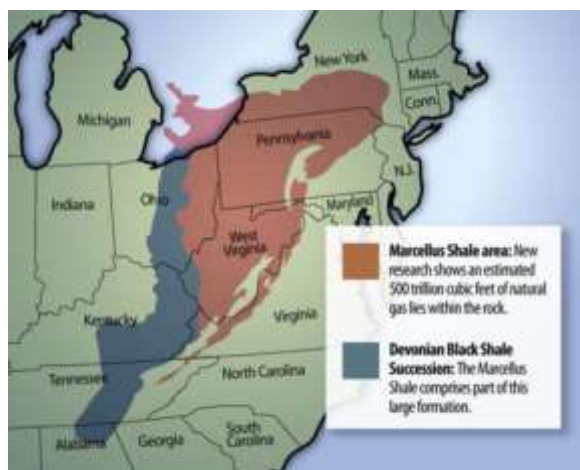 New York
Mass.
Conn.
Michigan
Pennsylvania
N.J.
Ohio
Indiana
Maryland
West
Virginia
Marcellus Shale area: New
research shows an estimated
500 trillion cubic feet of natural
gas lies within the rock.
Kentucky
Virginia
Devonian Black Shale
Succession: The Marcellus
Shale comprises part of this
large formation.
Tennessee
North Carolina
Alabama
Georgia
South
Carolina